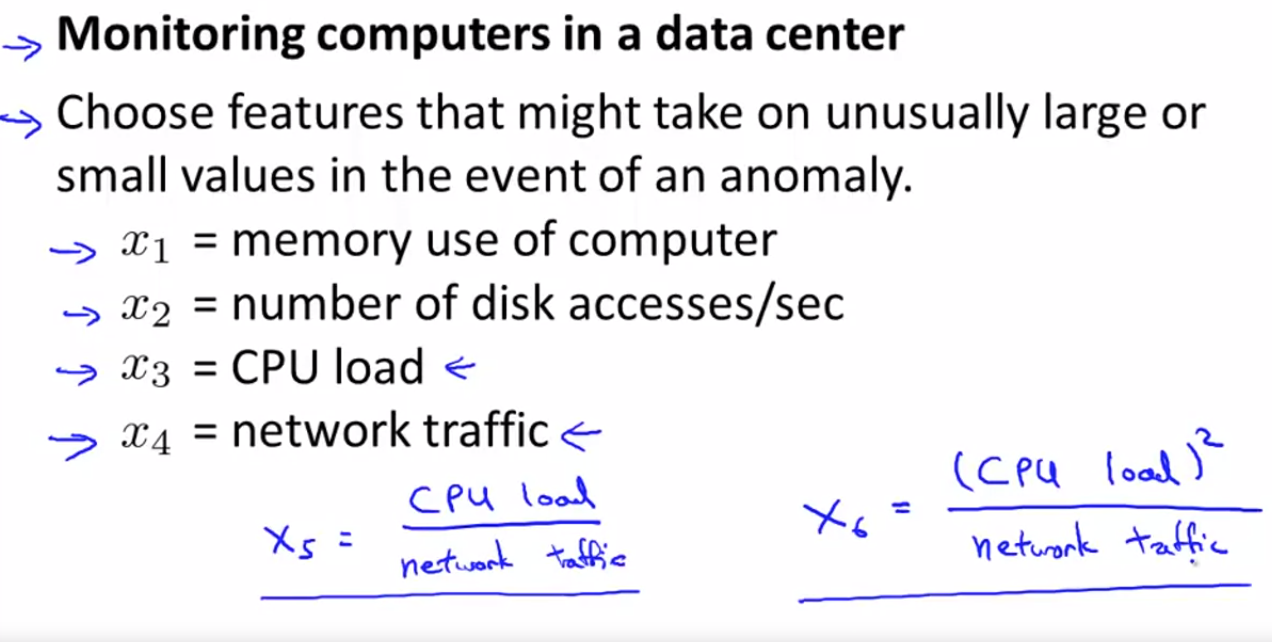 → Monitoring computers in a data center
→ Choose features that might take on unusually large or
small values in the event of an anomaly.
→ x₁ = memory use of computer
→ x₂ = number of disk accesses/sec
→ x₃ = CPU load ←
→ x₄ = network traffic ←
x₅ = CPU load / network traffic
x₆ = (CPU load)² / network traffic